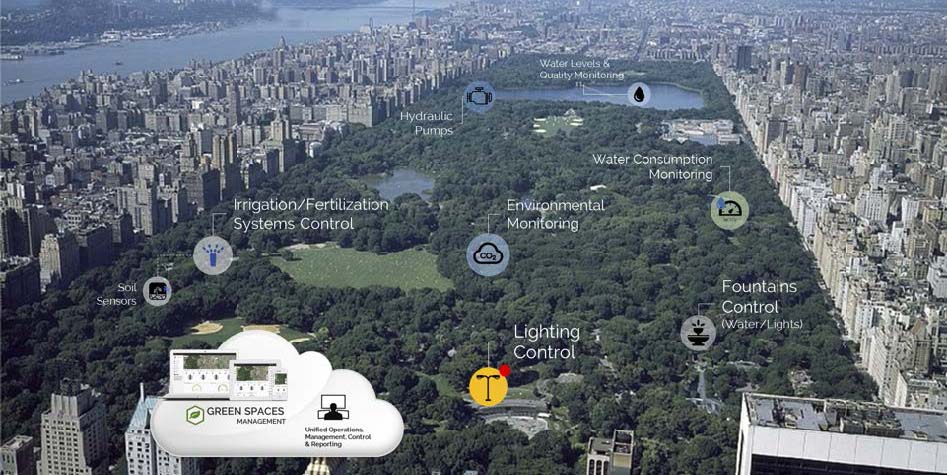 Water Levels &
Quality Monitoring
Hydraulic
Pumps
Water Consumption
Monitoring
Irrigation/Fertilization
Systems Control
Environmental
Monitoring
CO2
Soil
Sensors
Fountains
Control
(Water/Lights)
Lighting
Control
GREEN SPACES
MANAGEMENT
Unified Operations,
Management, Control
& Reporting